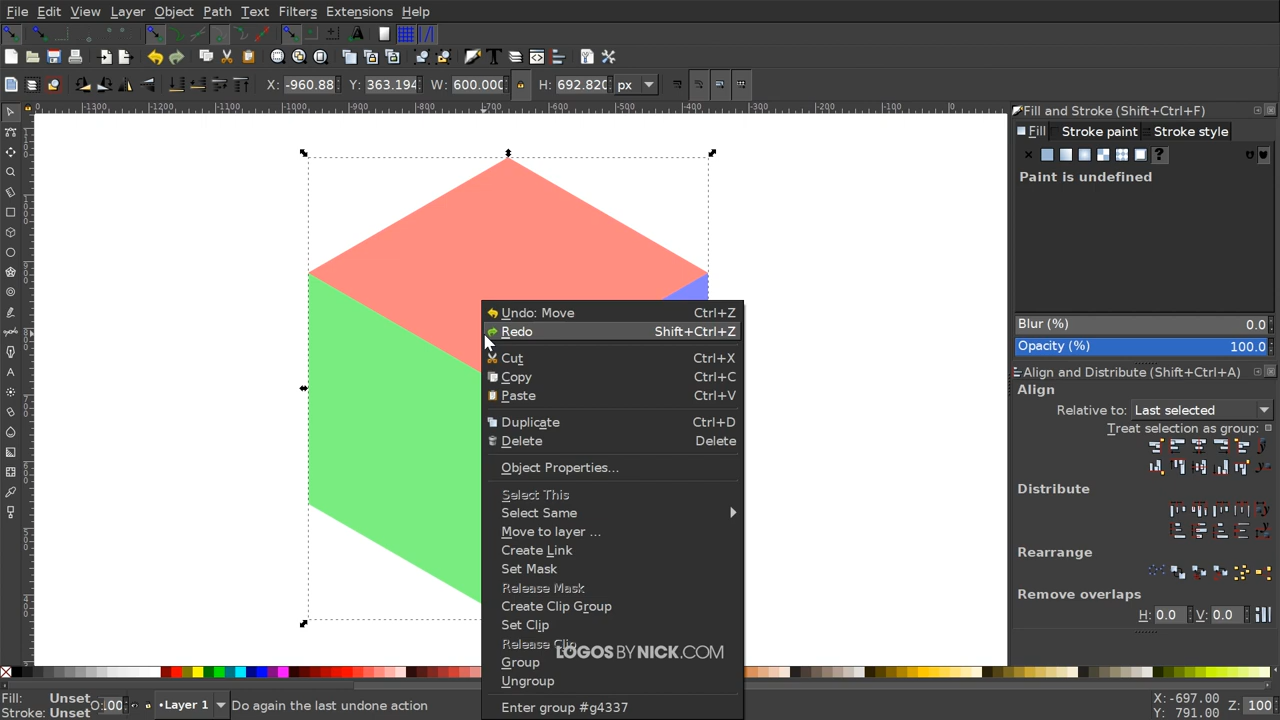 File Edit View Layer Object Path Text Filters Extensions Help
X: -960.88 Y: 363.194 W: 600.000 H: 692.820 px
Fill and Stroke (Shift+Ctrl+F)
Fill Stroke paint Stroke style
Paint is undefined
Blur (%) 0.0
Opacity (%) 100.0
Align and Distribute (Shift+Ctrl+A)
Align
Relative to: Last selected
Treat selection as group:
Distribute
Rearrange
Remove overlaps
H: 0.0 V: 0.0
Undo: Move Ctrl+Z
Redo Shift+Ctrl+Z
Cut Ctrl+X
Copy Ctrl+C
Paste Ctrl+V
Duplicate Ctrl+D
Delete Delete
Object Properties...
Select This
Select Same
Move to layer ...
Create Link
Set Mask
Release Mask
Create Clip Group
Set Clip
Release Clip
Group
Ungroup
Enter group #g4337
LOGOS BY NICK.COM
Fill: Unset
Stroke: Unset
Layer 1
Do again the last undone action
X: -697.00
Y: 791.00
Z: 100